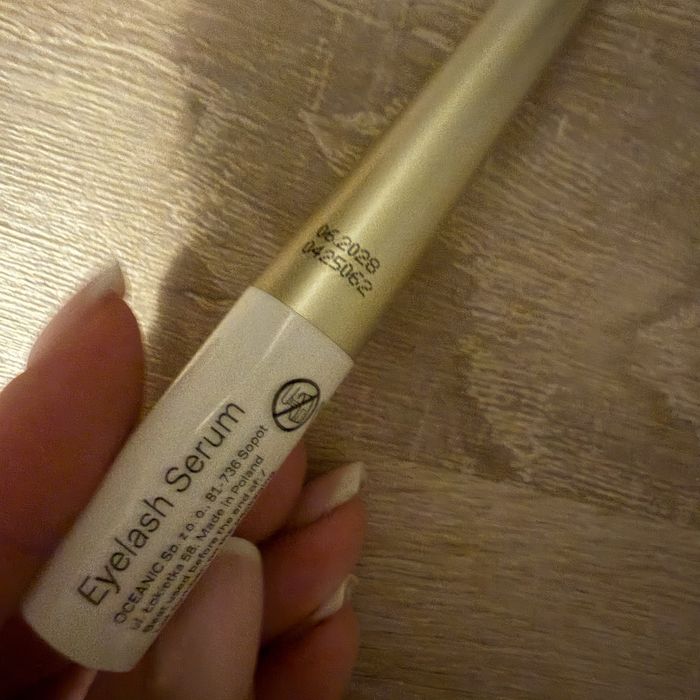 06.2028
0425062
Eyelash Serum
OCEANIC Sp. z o.o., 81-736 Sopot
ul. Łokietka 58. Made in Poland
Best used before the end of /